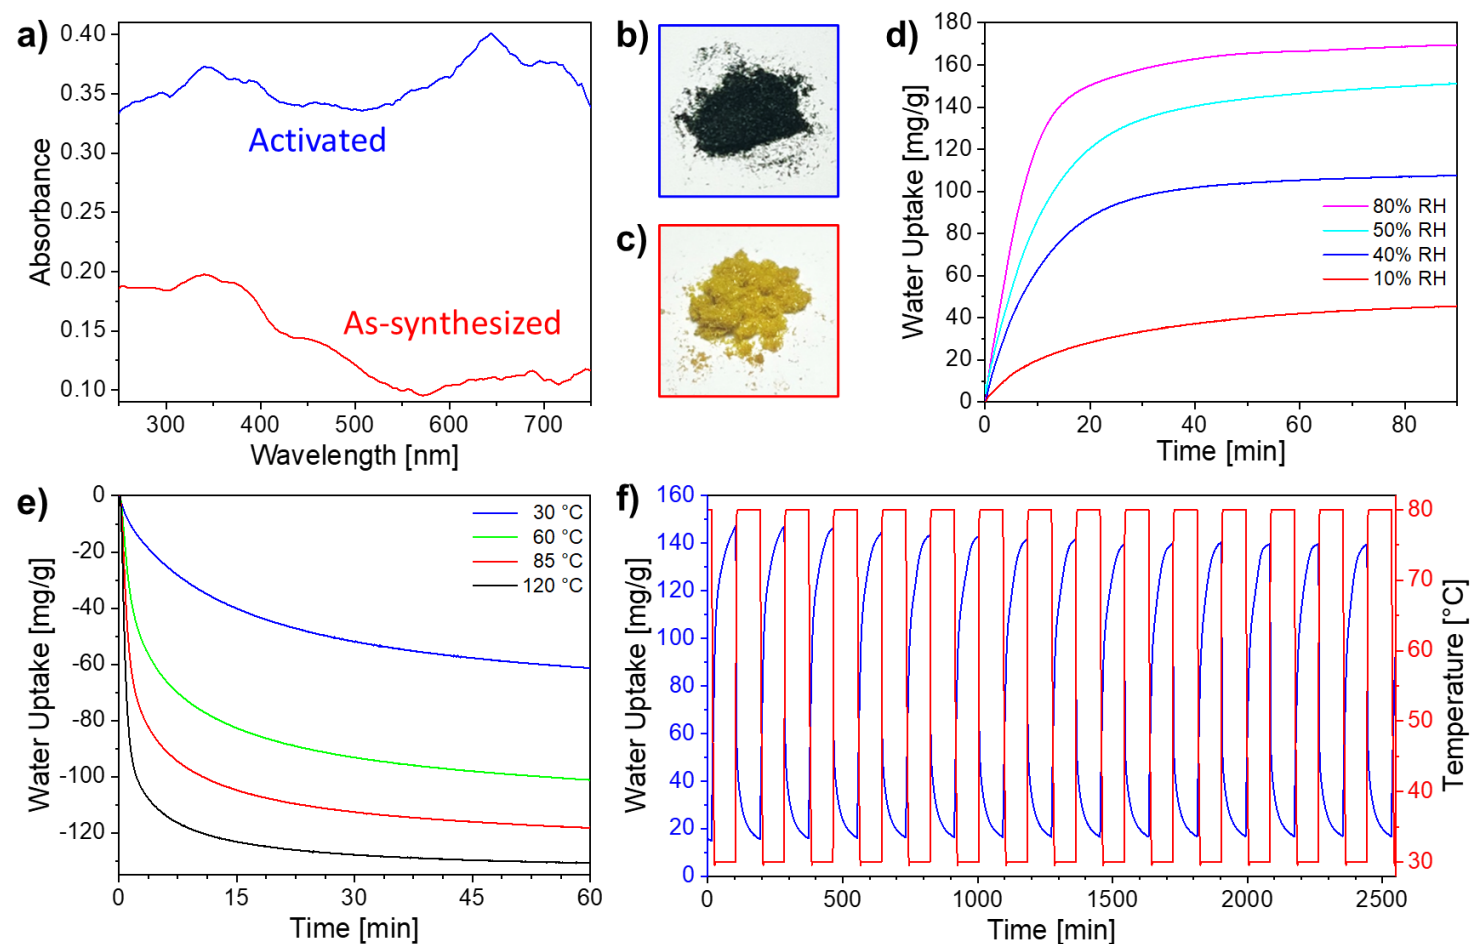 a)
0.40
0.35
0.30
0.20
0.15
0.10
Absorbance
Activated
As-synthesized
300
400
500
600
700
Wavelength [nm]
b)
c)
d)
180
160
140
120
100
80
60
40
20
0
Water Uptake [mg/g]
80% RH
50% RH
40% RH
10% RH
0
20
40
60
80
Time [min]
e)
0
-20
-40
-60
-80
-100
-120
Water Uptake [mg/g]
30 °C
60 °C
85 °C
120 °C
0
15
30
45
60
Time [min]
f)
160
140
120
100
80
60
40
20
0
Water Uptake [mg/g]
80
70
60
50
40
30
Temperature [°C]
0
500
1000
1500
2000
2500
Time [min]